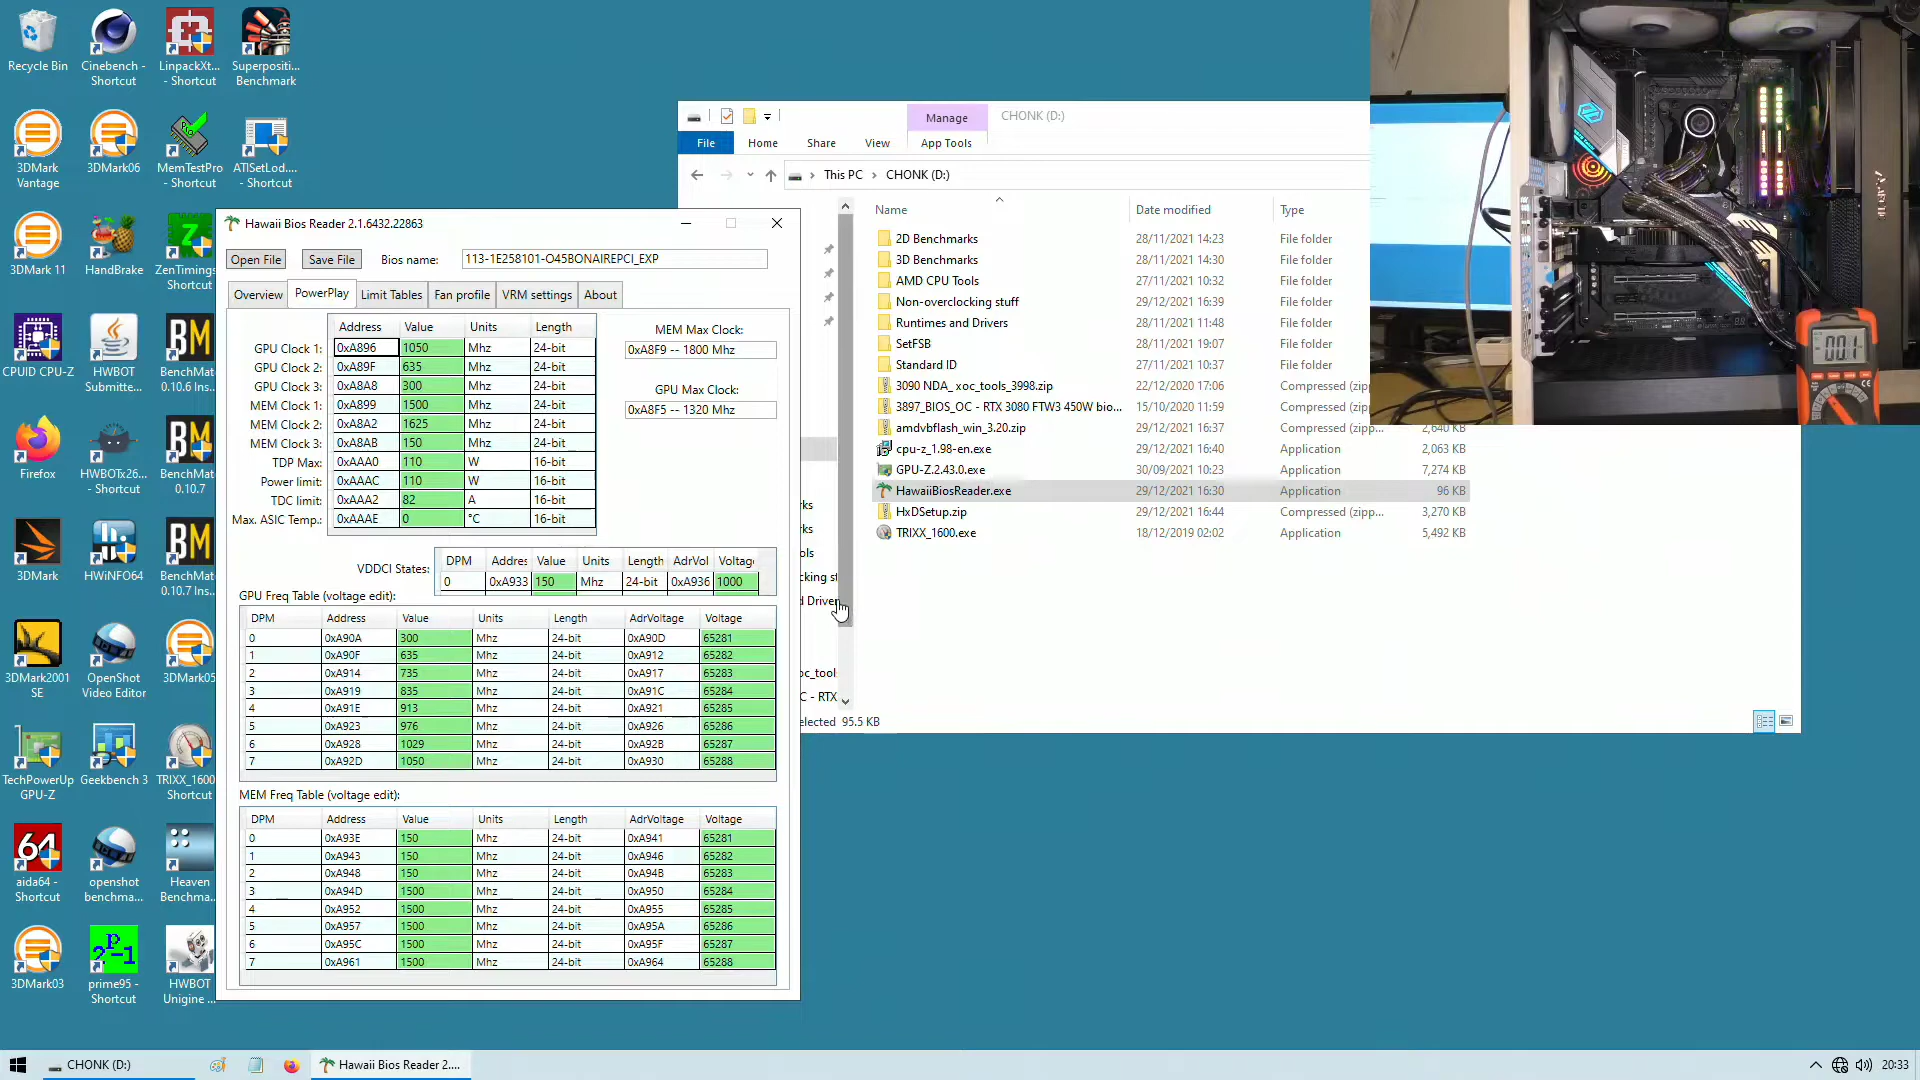 Recycle Bin
Cinebench - Shortcut
LinpackXt... - Shortcut
Superpositi... Benchmark
3DMark Vantage
3DMark06
MemTestPro - Shortcut
ATISetLod.... - Shortcut
3DMark 11
HandBrake
ZenTimings Shortcut
CPUID CPU-Z
HWBOT Submitte...
BenchMat 0.10.6 Ins...
Firefox
HWBOTx26... - Shortcut
BenchMat 0.10.7
3DMark
HWiNFO64
BenchMat 0.10.7 Ins...
3DMark2001 SE
OpenShot Video Editor
3DMark05
TechPowerUp GPU-Z
Geekbench 3
TRIXX_1600 Shortcut
aida64 - Shortcut
openshot benchma...
Heaven Benchma...
3DMark03
prime95 - Shortcut
HWBOT Unigine ...
Manage
CHONK (D:)
File Home Share View App Tools
This PC > CHONK (D:)
Name Date modified Type
2D Benchmarks 28/11/2021 14:23 File folder
3D Benchmarks 28/11/2021 14:30 File folder
AMD CPU Tools 27/11/2021 10:32 File folder
Non-overclocking stuff 29/12/2021 16:39 File folder
Runtimes and Drivers 28/11/2021 11:48 File folder
SetFSB 28/11/2021 19:07 File folder
Standard ID 27/11/2021 10:37 File folder
3090 NDA_ xoc_tools_3998.zip 22/12/2020 17:06 Compressed (zipp
3897_BIOS_OC - RTX 3080 FTW3 450W bio... 15/10/2020 11:59 Compressed (zipp
amdvbflash_win_3.20.zip 29/12/2021 16:37 Compressed (zipp... 2,640 KB
cpu-z_1.98-en.exe 29/12/2021 16:40 Application 2,063 KB
GPU-Z.2.43.0.exe 30/09/2021 10:23 Application 7,274 KB
HawaiiBiosReader.exe 29/12/2021 16:30 Application 96 KB
HxDSetup.zip 29/12/2021 16:44 Compressed (zipp... 3,270 KB
TRIXX_1600.exe 18/12/2019 02:02 Application 5,492 KB
rks
rks
ols
cking st
d Driver
oc_tools
C - RTX
elected 95.5 KB
Hawaii Bios Reader 2.1.6432.22863
Open File Save File Bios name: 113-1E258101-O45BONAIREPCI_EXP
Overview PowerPlay Limit Tables Fan profile VRM settings About
Address Value Units Length
GPU Clock 1: 0xA896 1050 Mhz 24-bit
GPU Clock 2: 0xA89F 635 Mhz 24-bit
GPU Clock 3: 0xA8A8 300 Mhz 24-bit
MEM Clock 1: 0xA899 1500 Mhz 24-bit
MEM Clock 2: 0xA8A2 1625 Mhz 24-bit
MEM Clock 3: 0xA8AB 150 Mhz 24-bit
TDP Max: 0xAAA0 110 W 16-bit
Power limit: 0xAAAC 110 W 16-bit
TDC limit: 0xAAA2 82 A 16-bit
Max. ASIC Temp.: 0xAAAE 0 °C 16-bit
MEM Max Clock:
0xA8F9 -- 1800 Mhz
GPU Max Clock:
0xA8F5 -- 1320 Mhz
VDDCI States:
DPM Addres Value Units Length AdrVol Voltag
0 0xA933 150 Mhz 24-bit 0xA936 1000
GPU Freq Table (voltage edit):
DPM Address Value Units Length AdrVoltage Voltage
0 0xA90A 300 Mhz 24-bit 0xA90D 65281
1 0xA90F 635 Mhz 24-bit 0xA912 65282
2 0xA914 735 Mhz 24-bit 0xA917 65283
3 0xA919 835 Mhz 24-bit 0xA91C 65284
4 0xA91E 913 Mhz 24-bit 0xA921 65285
5 0xA923 976 Mhz 24-bit 0xA926 65286
6 0xA928 1029 Mhz 24-bit 0xA92B 65287
7 0xA92D 1050 Mhz 24-bit 0xA930 65288
MEM Freq Table (voltage edit):
DPM Address Value Units Length AdrVoltage Voltage
0 0xA93E 150 Mhz 24-bit 0xA941 65281
1 0xA943 150 Mhz 24-bit 0xA946 65282
2 0xA948 150 Mhz 24-bit 0xA94B 65283
3 0xA94D 1500 Mhz 24-bit 0xA950 65284
4 0xA952 1500 Mhz 24-bit 0xA955 65285
5 0xA957 1500 Mhz 24-bit 0xA95A 65286
6 0xA95C 1500 Mhz 24-bit 0xA95F 65287
7 0xA961 1500 Mhz 24-bit 0xA964 65288
CHONK (D:)
Hawaii Bios Reader 2....
20:33